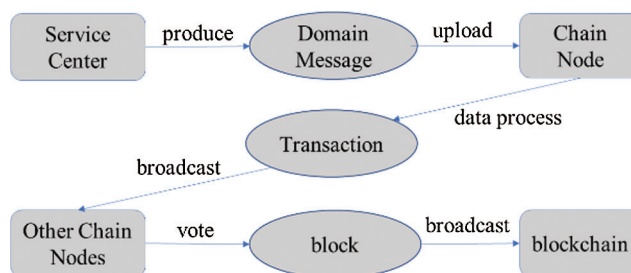 Service
Center
produce
Domain
Message
upload
Chain
Node
data process
Transaction
broadcast
Other Chain
Nodes
vote
block
broadcast
blockchain